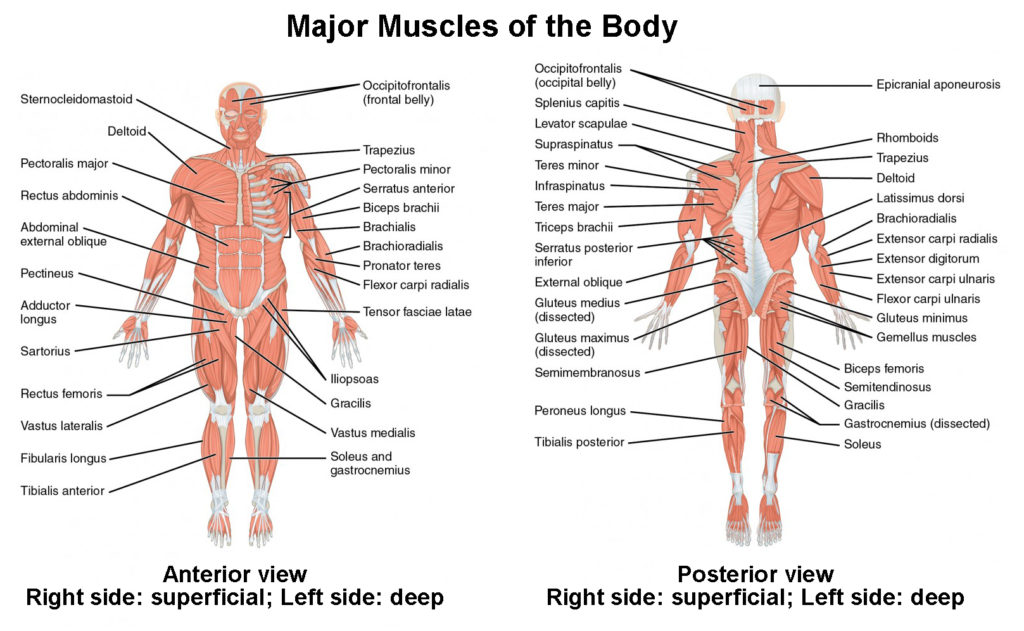 Major Muscles of the Body
Sternocleidomastoid
Deltoid
Pectoralis major
Rectus abdominis
Abdominal
external oblique
Pectineus
Adductor
longus
Sartorius
Rectus femoris
Vastus lateralis
Fibularis longus
Tibialis anterior
Occipitofrontalis
(frontal belly)
Trapezius
Pectoralis minor
Serratus anterior
Biceps brachii
Brachialis
Brachioradialis
Pronator teres
Flexor carpi radialis
Tensor fasciae latae
Iliopsoas
Gracilis
Vastus medialis
Soleus and
gastrocnemius
Anterior view
Right side: superficial; Left side: deep
Occipitofrontalis
(occipital belly)
Splenius capitis
Levator scapulae
Supraspinatus
Teres minor
Infraspinatus
Teres major
Triceps brachii
Serratus posterior
inferior
External oblique
Gluteus medius
(dissected)
Gluteus maximus
(dissected)
Semimembranosus
Peroneus longus
Tibialis posterior
Epicranial aponeurosis
Rhomboids
Trapezius
Deltoid
Latissimus dorsi
Brachioradialis
Extensor carpi radialis
Extensor digitorum
Extensor carpi ulnaris
Flexor carpi ulnaris
Gluteus minimus
Gemellus muscles
Biceps femoris
Semitendinosus
Gracilis
Gastrocnemius (dissected)
Soleus
Posterior view
Right side: superficial; Left side: deep